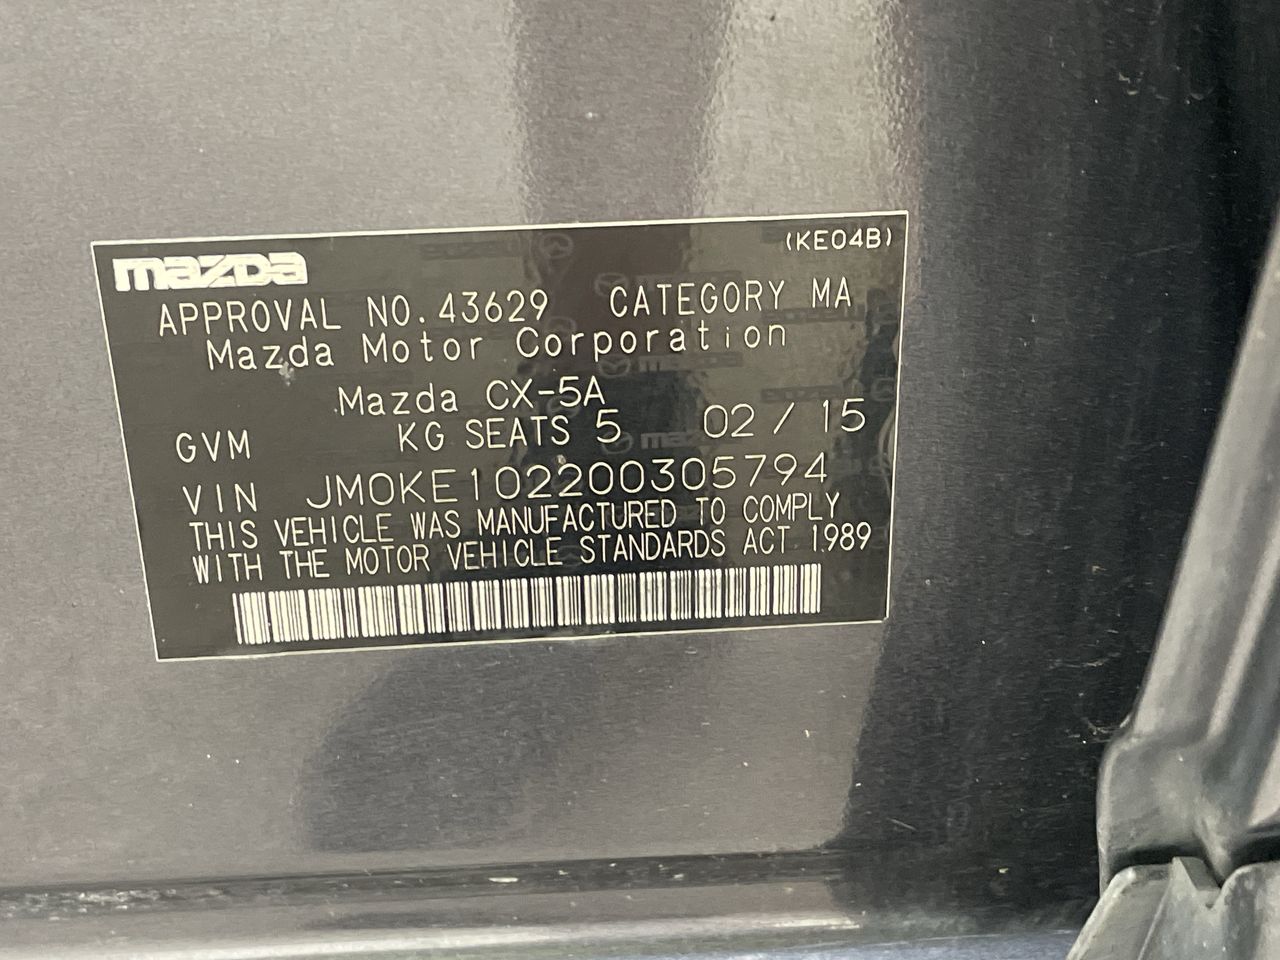 mazda
(KE04B)
APPROVAL NO. 43629 CATEGORY MA
Mazda Motor Corporation
Mazda CX-5A
GVM KG SEATS 5 02 / 15
VIN JM0KE102200305794
THIS VEHICLE WAS MANUFACTURED TO COMPLY
WITH THE MOTOR VEHICLE STANDARDS ACT 1989